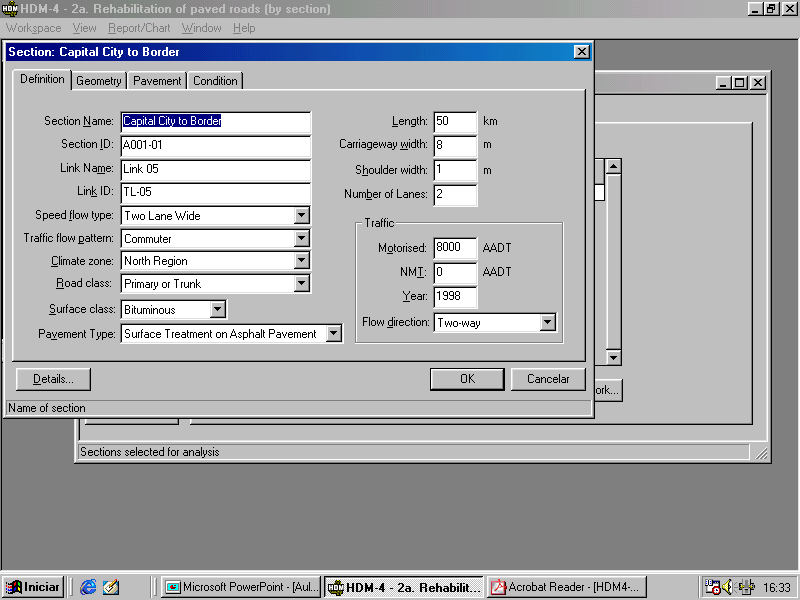 HDM-4 - 2a. Rehabilitation of paved roads (by section)
Workspace View Report/Chart Window Help
Section: Capital City to Border
Definition Geometry Pavement Condition
Section Name: Capital City to Border
Section ID: A001-01
Link Name: Link 05
Link ID: TL-05
Speed flow type: Two Lane Wide
Traffic flow pattern: Commuter
Climate zone: North Region
Road class: Primary or Trunk
Surface class: Bituminous
Pavement Type: Surface Treatment on Asphalt Pavement
Length: 50 km
Carriageway width: 8 m
Shoulder width: 1 m
Number of Lanes: 2
Traffic
Motorised: 8000 AADT
NMT: 0 AADT
Year: 1998
Flow direction: Two-way
Details... OK Cancelar
ork...
Name of section
Sections selected for analysis
Iniciar Microsoft PowerPoint - [Aul... HDM-4 - 2a. Rehabilit... Acrobat Reader - [HDM4-... 16:33